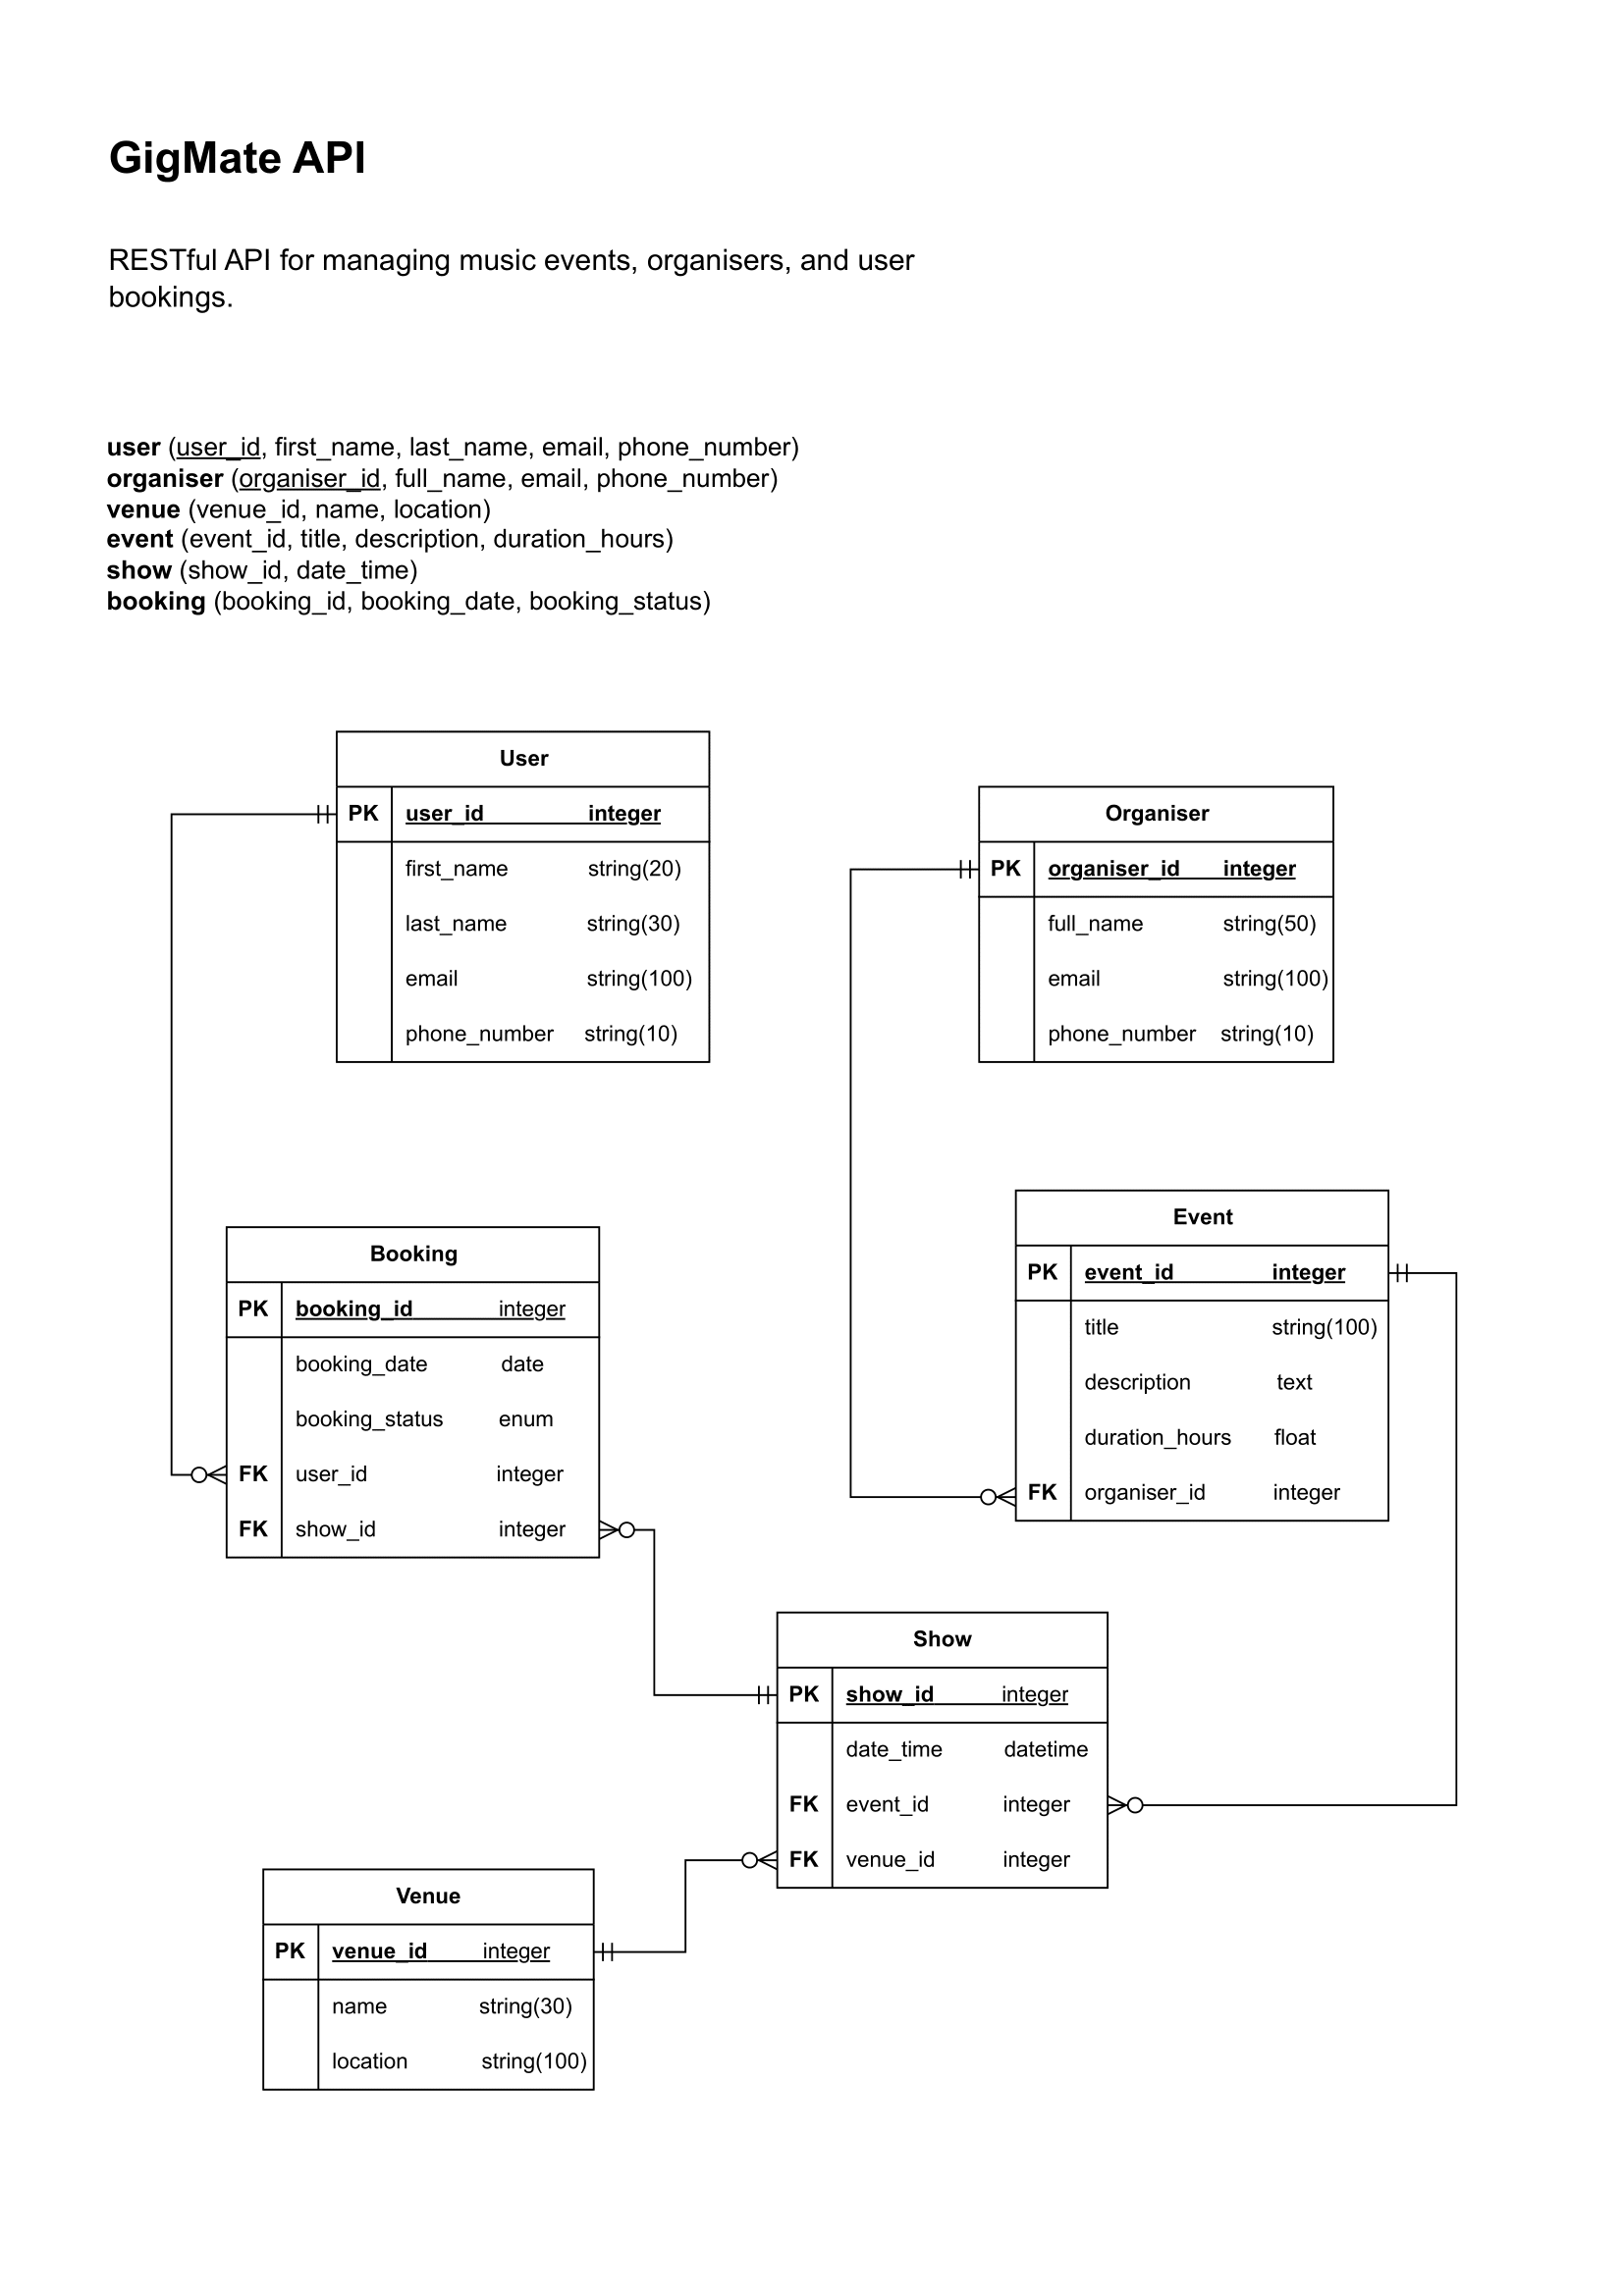 GigMate API
RESTful API for managing music events, organisers, and user
bookings.
user (user_id, first_name, last_name, email, phone_number)
organiser (organiser_id, full_name, email, phone_number)
venue (venue_id, name, location)
event (event_id, title, description, duration_hours)
show (show_id, date_time)
booking (booking_id, booking_date, booking_status)
User
PK user_id integer
first_name string(20)
last_name string(30)
email string(100)
phone_number string(10)
Organiser
PK organiser_id integer
full_name string(50)
email string(100)
phone_number string(10)
Booking
PK booking_id integer
booking_date date
booking_status enum
FK user_id integer
FK show_id integer
Event
PK event_id integer
title string(100)
description text
duration_hours float
FK organiser_id integer
Show
PK show_id integer
date_time datetime
FK event_id integer
FK venue_id integer
Venue
PK venue_id integer
name string(30)
location string(100)